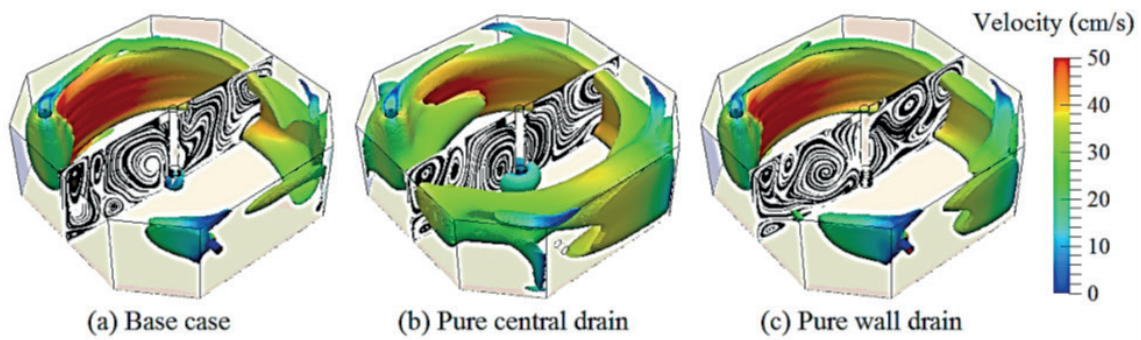 Velocity (cm/s)
50
40
30
20
10
0
(a) Base case
(b) Pure central drain
(c) Pure wall drain